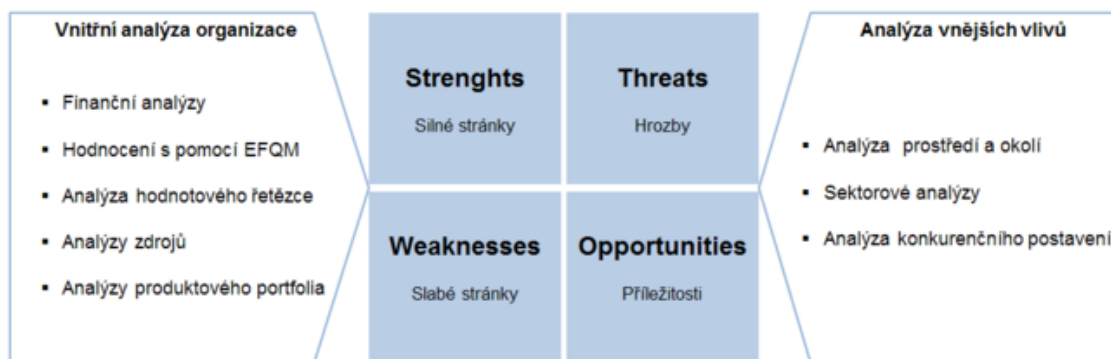 Vnitřní analýza organizace
▪ Finanční analýzy
▪ Hodnocení s pomocí EFQM
▪ Analýza hodnotového řetězce
▪ Analýzy zdrojů
▪ Analýzy produktového portfolia
Strenghts
Silné stránky
Threats
Hrozby
Weaknesses
Slabé stránky
Opportunities
Příležitosti
Analýza vnějších vlivů
▪ Analýza prostředí a okolí
▪ Sektorové analýzy
▪ Analýza konkurenčního postavení